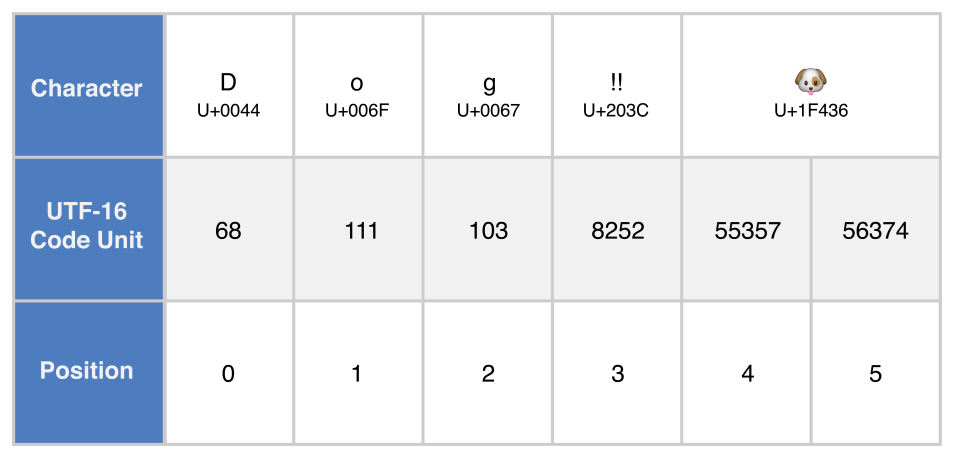 Character
D
U+0044
o
U+006F
g
U+0067
‼
U+203C
🐶
U+1F436
UTF-16
Code Unit
68
111
103
8252
55357
56374
Position
0
1
2
3
4
5